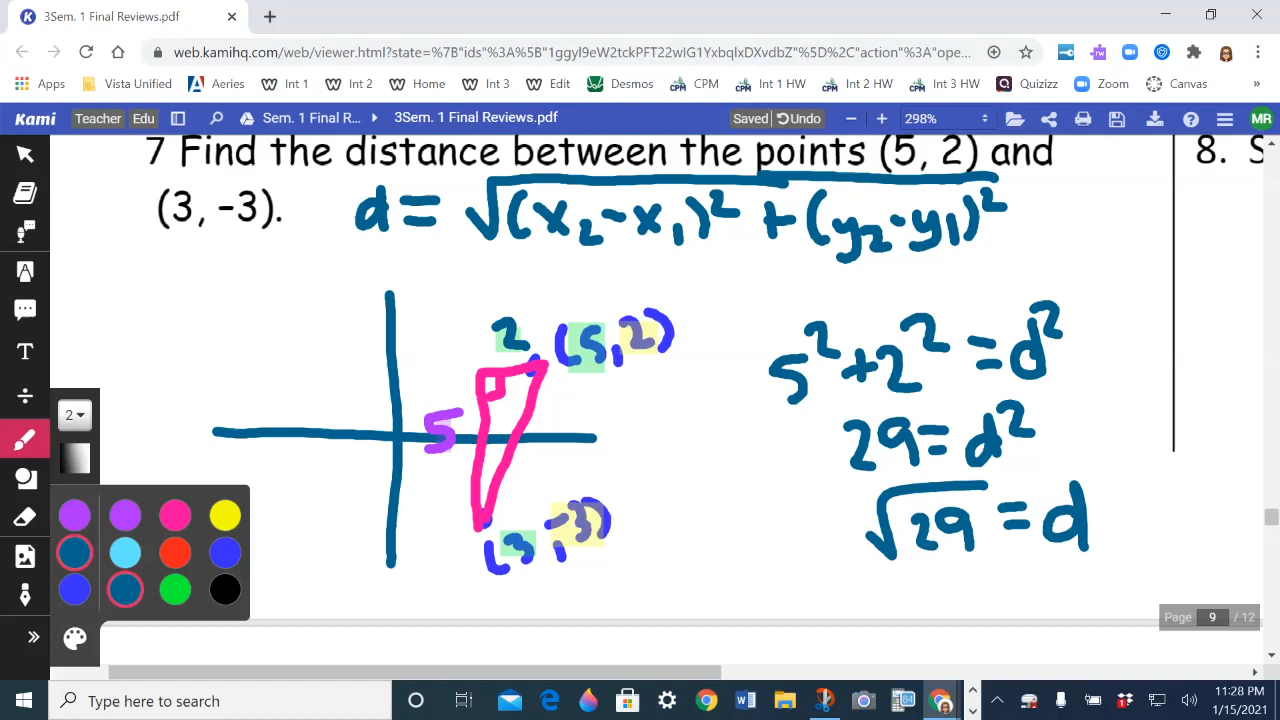 3Sem. 1 Final Reviews.pdf
web.kamihq.com/web/viewer.html?state=%7B"ids"%3A%5B"1ggyI9eW2tckPFT22wlG1YxVqlxDXvdbZ"%5D%2C"action"%3A"ope...
Apps Vista Unified Aeries Int 1 Int 2 Home Int 3 Edit Desmos CPM Int 1 HW Int 2 HW Int 3 HW Quizizz Zoom Canvas »
Kami Teacher Edu Sem. 1 Final R... 3Sem. 1 Final Reviews.pdf Saved Undo 298% MR
7 Find the distance between the points (5, 2) and
(3, -3).
8. S
d = √(x₂-x₁)² + (y₂-y₁)²
2 (5, 2)
5
(3, -3)
5² + 2² = d²
29 = d²
√29 = d
2
Page 9 / 12
Type here to search
11:28 PM
1/15/2021